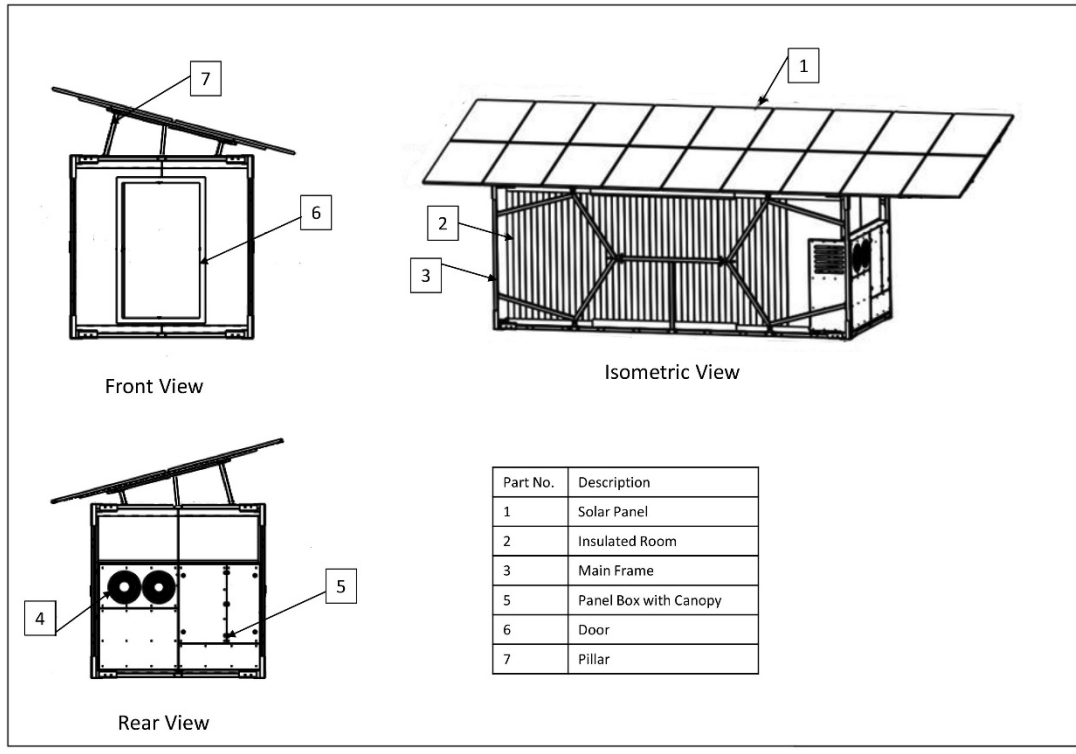 7
1
6
2
3
Front View
Isometric View
4
5
Rear View
Part No. Description
1 Solar Panel
2 Insulated Room
3 Main Frame
5 Panel Box with Canopy
6 Door
7 Pillar